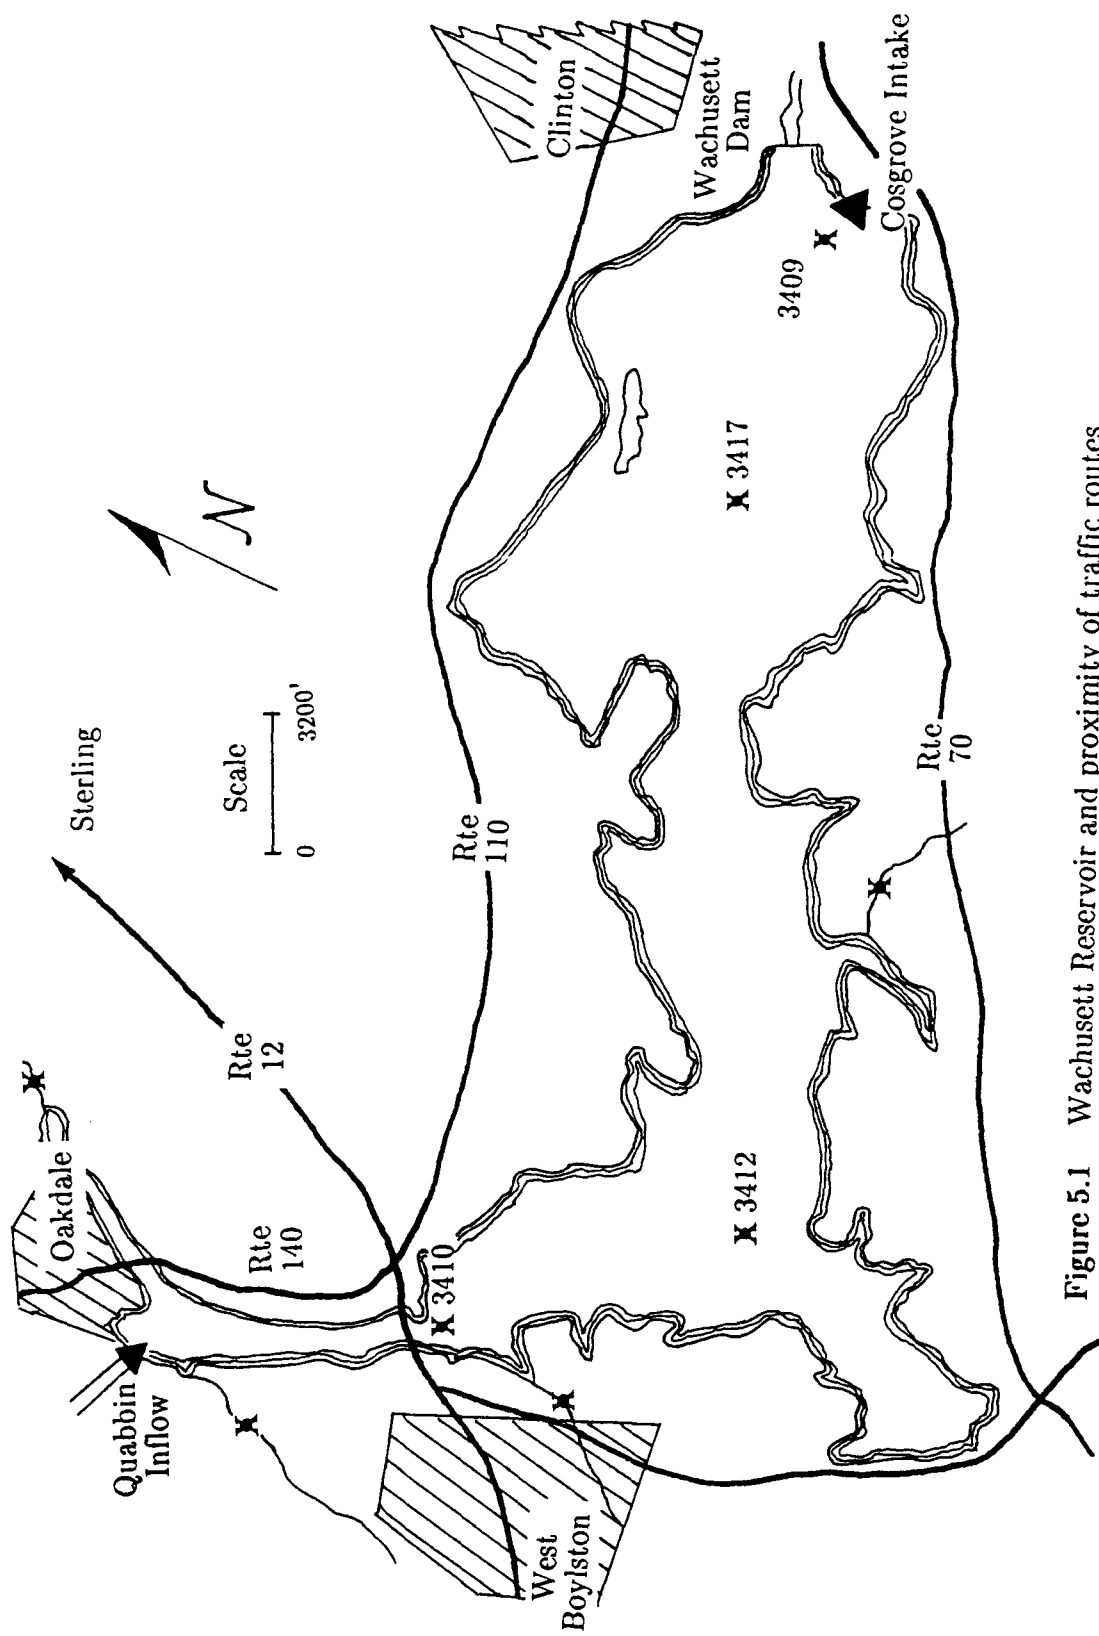 Sterling
Scale
0 3200'
N
Clinton
Oakdale
Rte
12
Rte
140
Rte
110
Quabbin
Inflow
West
Boylston
X 3410
X 3412
X 3417
3409
X
Wachusett
Dam
Cosgrove Intake
Rte
70
Figure 5.1 Wachusett Reservoir and proximity of traffic routes